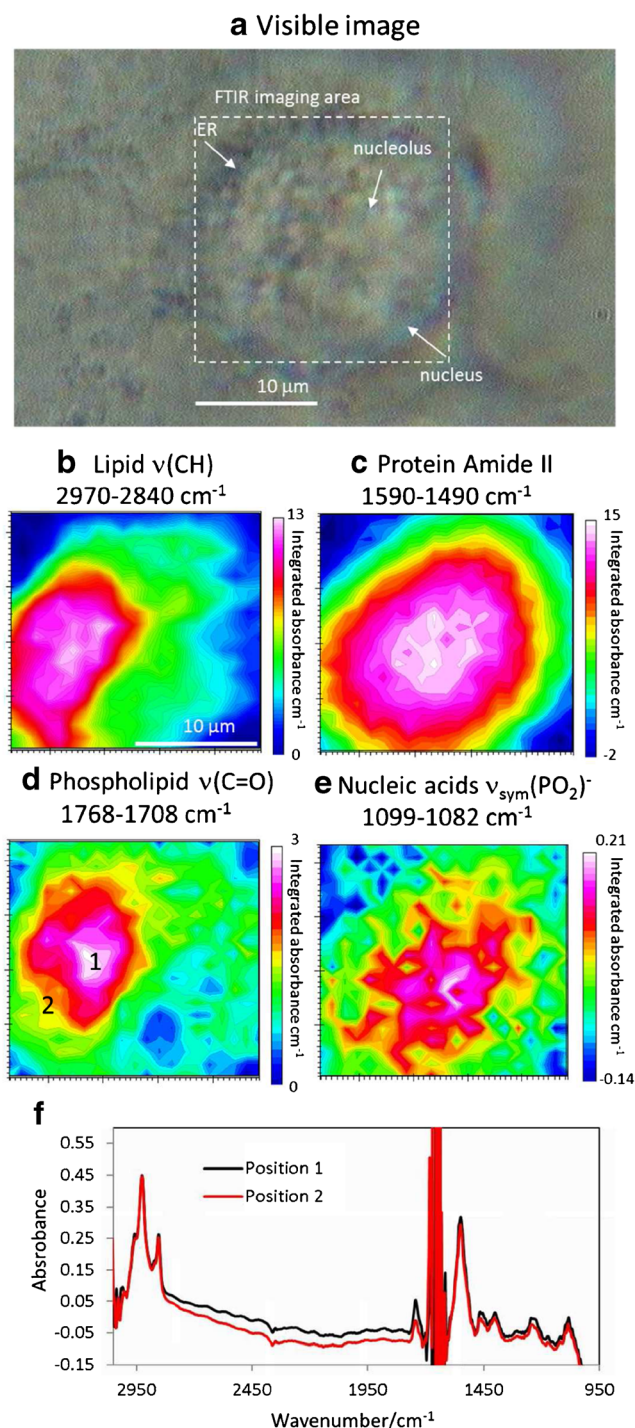 a Visible image
FTIR imaging area
ER
nucleolus
nucleus
10 µm
b Lipid ν(CH)
2970-2840 cm-1
c Protein Amide II
1590-1490 cm-1
13
Integrated absorbance cm-1
0
10 µm
15
Integrated absorbance cm-1
-2
d Phospholipid ν(C=O)
1768-1708 cm-1
e Nucleic acids νsym(PO2)-
1099-1082 cm-1
1
2
3
Integrated absorbance cm-1
0
0.21
Integrated absorbance cm-1
-0.14
f
Absrobance
0.55
0.45
0.35
0.25
0.15
0.05
-0.05
-0.15
Position 1
Position 2
2950
2450
1950
1450
950
Wavenumber/cm-1